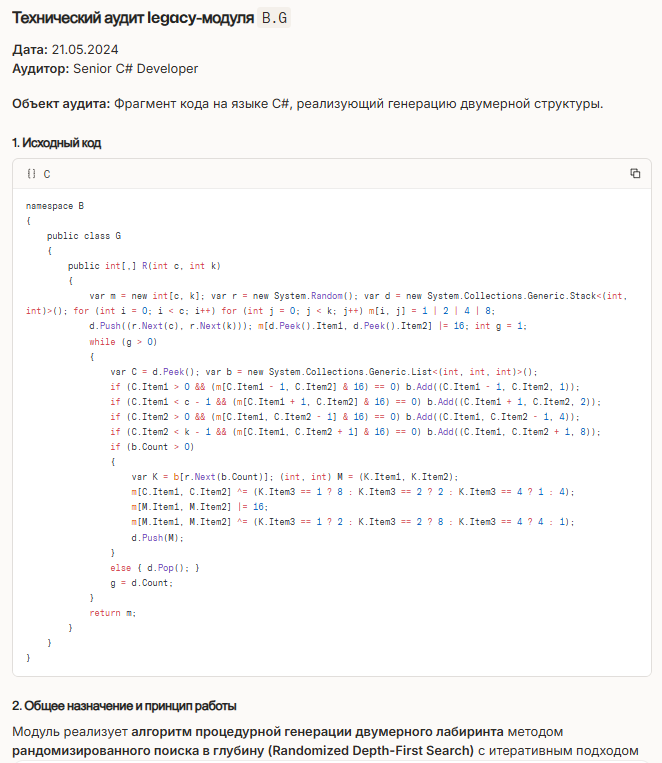 Технический аудит legacy-модуля B.G
Дата: 21.05.2024
Аудитор: Senior C# Developer
Объект аудита: Фрагмент кода на языке C#, реализующий генерацию двумерной структуры.
1. Исходный код
{} C
namespace B
{
    public class G
    {
        public int[,] R(int c, int k)
        {
            var m = new int[c, k]; var r = new System.Random(); var d = new System.Collections.Generic.Stack<(int,
int)>(); for (int i = 0; i < c; i++) for (int j = 0; j < k; j++) m[i, j] = 1 | 2 | 4 | 8;
            d.Push((r.Next(c), r.Next(k))); m[d.Peek().Item1, d.Peek().Item2] |= 16; int g = 1;
            while (g > 0)
            {
                var C = d.Peek(); var b = new System.Collections.Generic.List<(int, int, int)>();
                if (C.Item1 > 0 && (m[C.Item1 - 1, C.Item2] & 16) == 0) b.Add((C.Item1 - 1, C.Item2, 1));
                if (C.Item1 < c - 1 && (m[C.Item1 + 1, C.Item2] & 16) == 0) b.Add((C.Item1 + 1, C.Item2, 2));
                if (C.Item2 > 0 && (m[C.Item1, C.Item2 - 1] & 16) == 0) b.Add((C.Item1, C.Item2 - 1, 4));
                if (C.Item2 < k - 1 && (m[C.Item1, C.Item2 + 1] & 16) == 0) b.Add((C.Item1, C.Item2 + 1, 8));
                if (b.Count > 0)
                {
                    var K = b[r.Next(b.Count)]; (int, int) M = (K.Item1, K.Item2);
                    m[C.Item1, C.Item2] ^= (K.Item3 == 1 ? 8 : K.Item3 == 2 ? 2 : K.Item3 == 4 ? 1 : 4);
                    m[M.Item1, M.Item2] |= 16;
                    m[M.Item1, M.Item2] ^= (K.Item3 == 1 ? 2 : K.Item3 == 2 ? 8 : K.Item3 == 4 ? 4 : 1);
                    d.Push(M);
                }
                else { d.Pop(); }
                g = d.Count;
            }
            return m;
        }
    }
}
2. Общее назначение и принцип работы
Модуль реализует алгоритм процедурной генерации двумерного лабиринта методом
рандомизированного поиска в глубину (Randomized Depth-First Search) с итеративным подходом